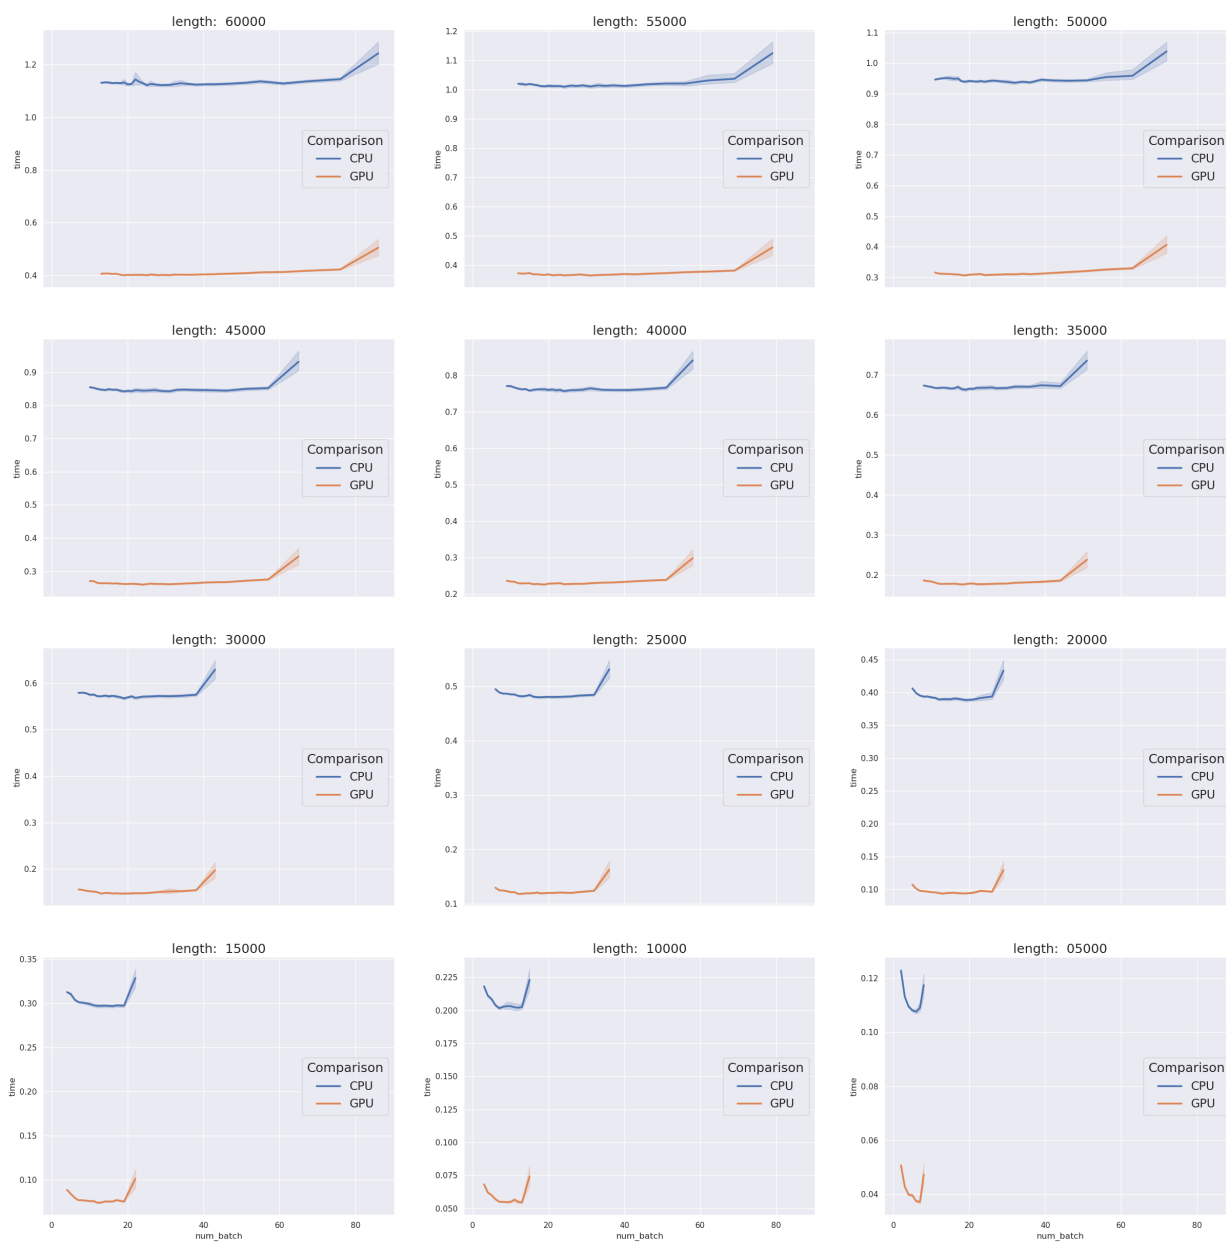 length:  60000
1.2
1.0
0.8
0.6
0.4
time
Comparison
CPU
GPU
length:  55000
1.2
1.1
1.0
0.9
0.8
0.7
0.6
0.5
0.4
time
Comparison
CPU
GPU
length:  50000
1.1
1.0
0.9
0.8
0.7
0.6
0.5
0.4
0.3
time
Comparison
CPU
GPU
length:  45000
0.9
0.8
0.7
0.6
0.5
0.4
0.3
time
Comparison
CPU
GPU
length:  40000
0.8
0.7
0.6
0.5
0.4
0.3
0.2
time
Comparison
CPU
GPU
length:  35000
0.7
0.6
0.5
0.4
0.3
0.2
time
Comparison
CPU
GPU
length:  30000
0.6
0.5
0.4
0.3
0.2
time
Comparison
CPU
GPU
length:  25000
0.5
0.4
0.3
0.2
0.1
time
Comparison
CPU
GPU
length:  20000
0.45
0.40
0.35
0.30
0.25
0.20
0.15
0.10
time
Comparison
CPU
GPU
length:  15000
0.35
0.30
0.25
0.20
0.15
0.10
time
Comparison
CPU
GPU
0 20 40 60 80
num_batch
length:  10000
0.225
0.200
0.175
0.150
0.125
0.100
0.075
0.050
time
Comparison
CPU
GPU
0 20 40 60 80
num_batch
length:  05000
0.12
0.10
0.08
0.06
0.04
time
Comparison
CPU
GPU
0 20 40 60 80
num_batch